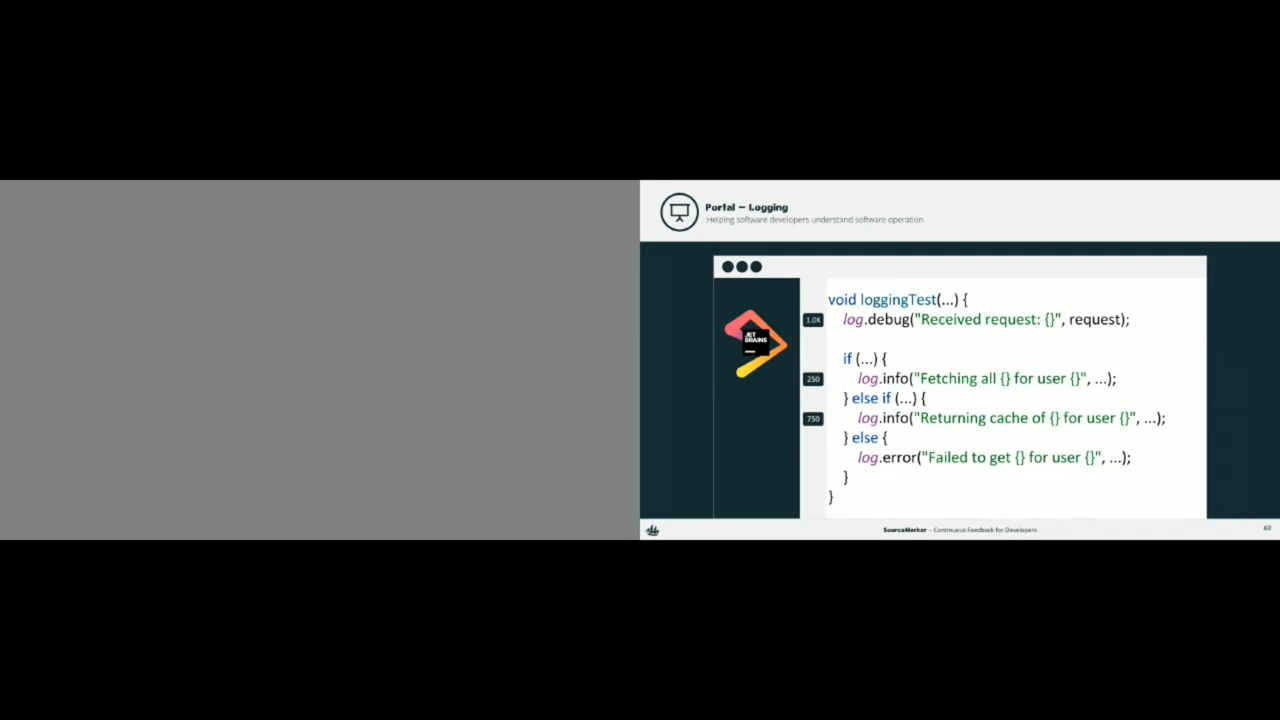 Portal – Logging
Helping software developers understand software operation
JET
BRAINS
void loggingTest(...) {
1.0K log.debug("Received request: {}", request);
if (...) {
250 log.info("Fetching all {} for user {}", ...);
} else if (...) {
750 log.info("Returning cache of {} for user {}", ...);
} else {
log.error("Failed to get {} for user {}", ...);
}
}
SourceMarker - Continuous Feedback for Developers